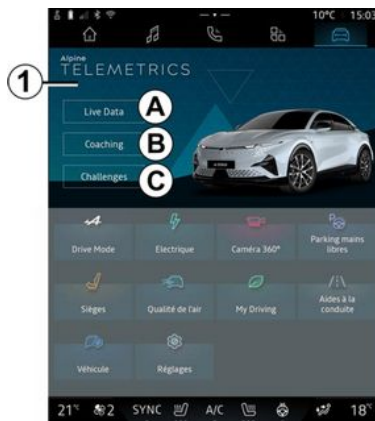 10°C 15:03
Alpine
TELEMETRICS
1
Live Data A
Coaching B
Challenges C
Drive Mode
Electrique
Caméra 360°
Parking mains
libres
Sièges
Qualité de l'air
My Driving
Aides à la
conduite
Véhicule
Réglages
21° 2 SYNC A/C 18°